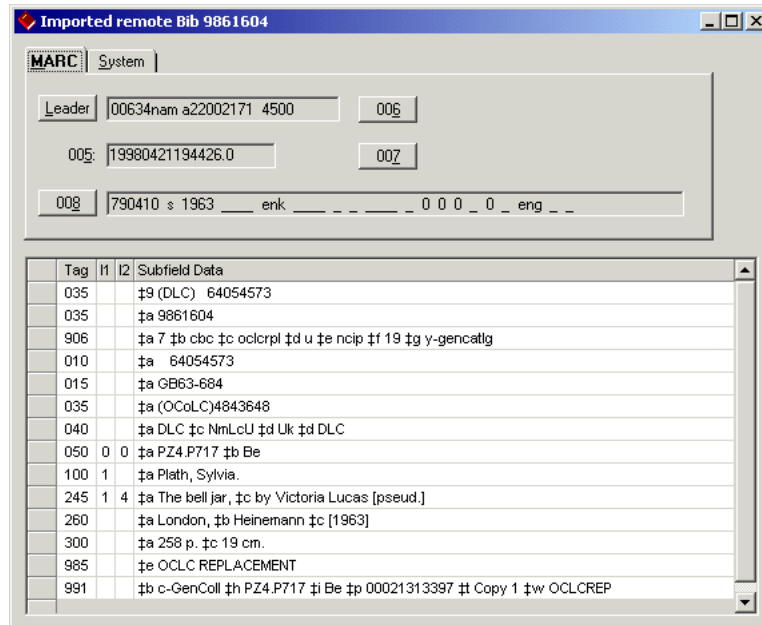 Imported remote Bib 9861604
MARC System
Leader 00634nam a22002171 4500 006
005: 19980421194426.0 007
008 790410 s 1963 ____ enk ____ _ _ ____ _ 0 0 0 _ 0 _ eng _ _
Tag I1 I2 Subfield Data
035 ‡9 (DLC) 64054573
035 ‡a 9861604
906 ‡a 7 ‡b cbc ‡c oclcrpl ‡d u ‡e ncip ‡f 19 ‡g y-gencatlg
010 ‡a 64054573
015 ‡a GB63-684
035 ‡a (OCoLC)4843648
040 ‡a DLC ‡c NmLcU ‡d Uk ‡d DLC
050 0 0 ‡a PZ4.P717 ‡b Be
100 1 ‡a Plath, Sylvia.
245 1 4 ‡a The bell jar, ‡c by Victoria Lucas [pseud.]
260 ‡a London, ‡b Heinemann ‡c [1963]
300 ‡a 258 p. ‡c 19 cm.
985 ‡e OCLC REPLACEMENT
991 ‡b c-GenColl ‡h PZ4.P717 ‡i Be ‡p 00021313397 ‡t Copy 1 ‡w OCLCREP